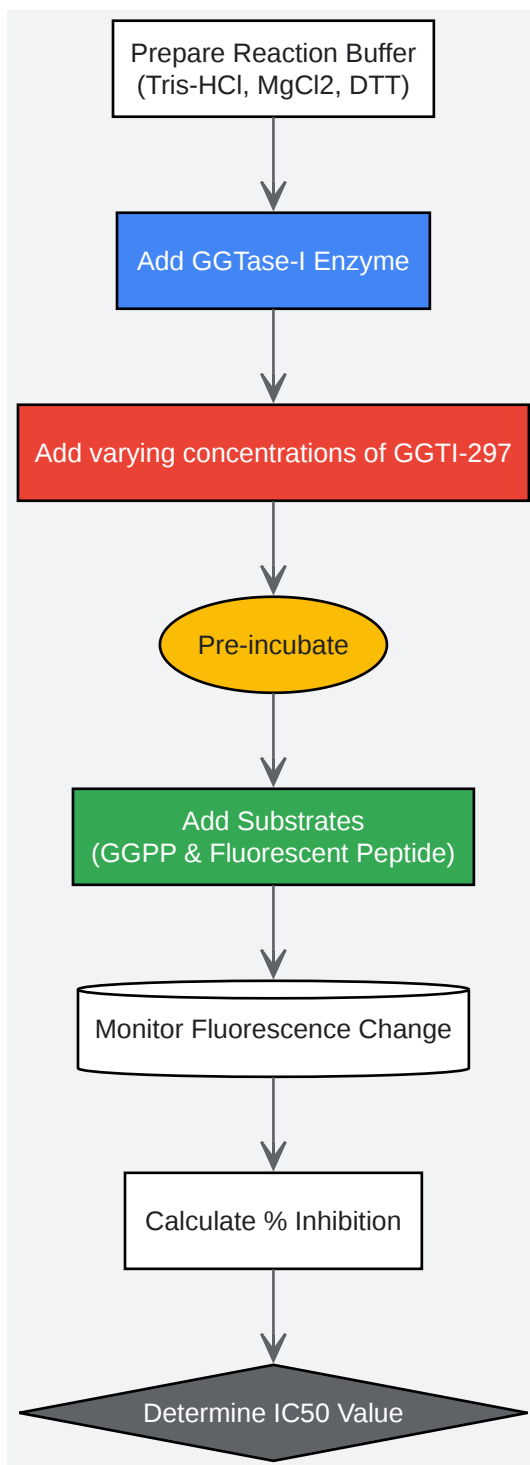 Prepare Reaction Buffer
(Tris-HCl, MgCl2, DTT)
Add GGTase-I Enzyme
Add varying concentrations of GGTI-297
Pre-incubate
Add Substrates
(GGPP & Fluorescent Peptide)
Monitor Fluorescence Change
Calculate % Inhibition
Determine IC50 Value